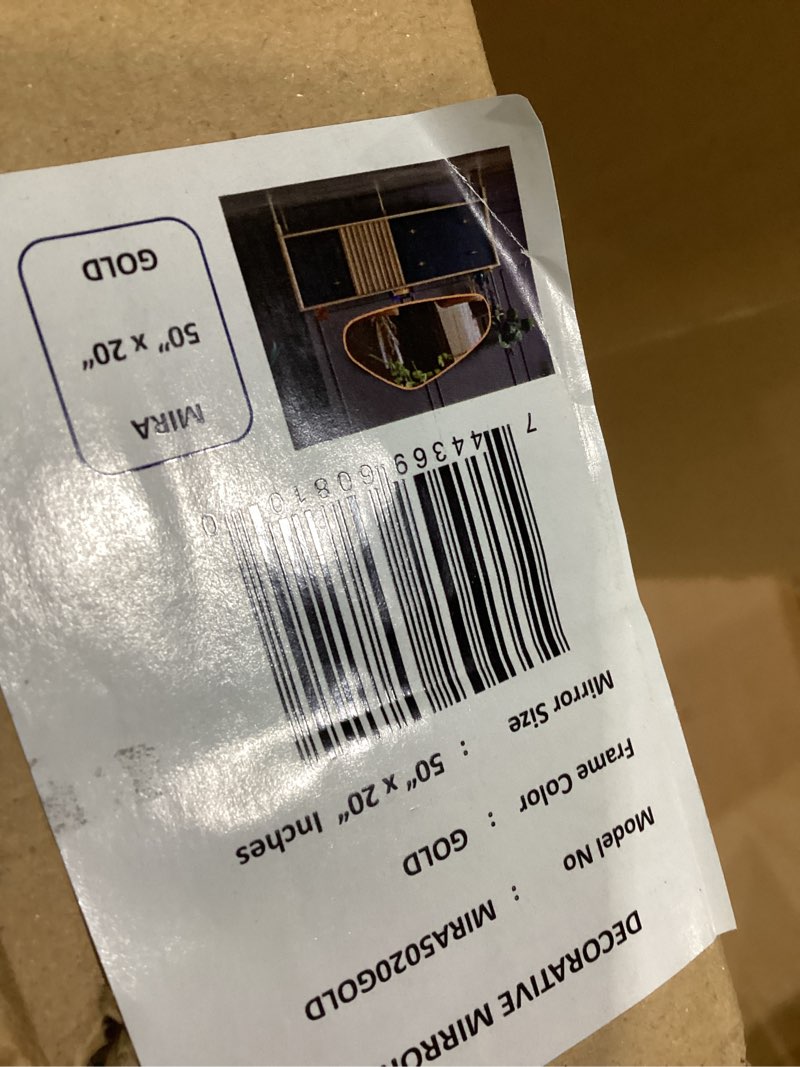 DECORATIVE MIRROR
Model No : MIRA5020GOLD
Frame Color : GOLD
Mirror Size : 50" x 20" Inches
7 44369 60810 0
MIRA
50" x 20"
GOLD